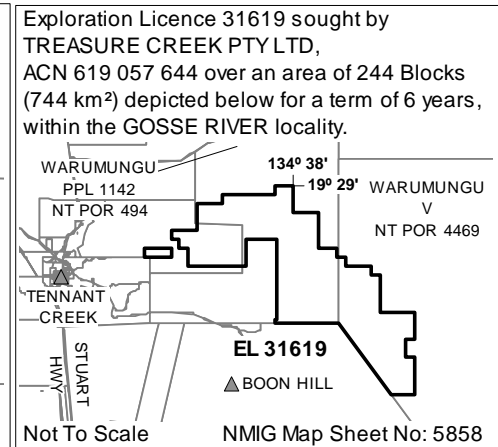 Exploration Licence 31619 sought by
TREASURE CREEK PTY LTD,
ACN 619 057 644 over an area of 244 Blocks
(744 km²) depicted below for a term of 6 years,
within the GOSSE RIVER locality.
WARUMUNGU
PPL 1142
NT POR 494
134º 38'
19º 29'
WARUMUNGU
V
NT POR 4469
TENNANT
CREEK
STUART
HWY
EL 31619
BOON HILL
Not To Scale
NMIG Map Sheet No: 5858